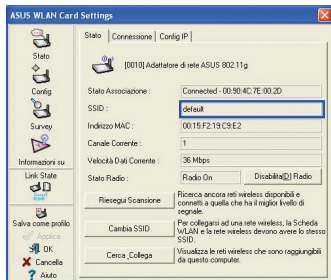 ASUS WLAN Card Settings
Stato
Config
Survey
Informazioni su
Link State
Salva come profilo
Applica
OK
Cancella
Aiuto
Stato
Connessione
Config IP
[0010] Adattatore di rete ASUS 802.11g
Stato Associazione :
Connected - 00:90:4C:7E:00:2D
SSID :
default
Indirizzo MAC :
00:15:F2:19:C9:E2
Canale Corrente :
1
Velocità Dati Corrente :
36 Mbps
Stato Radio :
Radio On
Disabilita(D) Radio
Riesegui Scansione
Ricerca ancora reti wireless disponibili e
connetti a quella che ha il miglior livello di
segnale.
Cambia SSID
Per collegarsi ad una rete wireless, la Scheda
WLAN e la rete wireless devono avere lo stesso
SSID.
Cerca _Collega
Visualizza le reti wireless che sono raggiungibili
da questo computer.